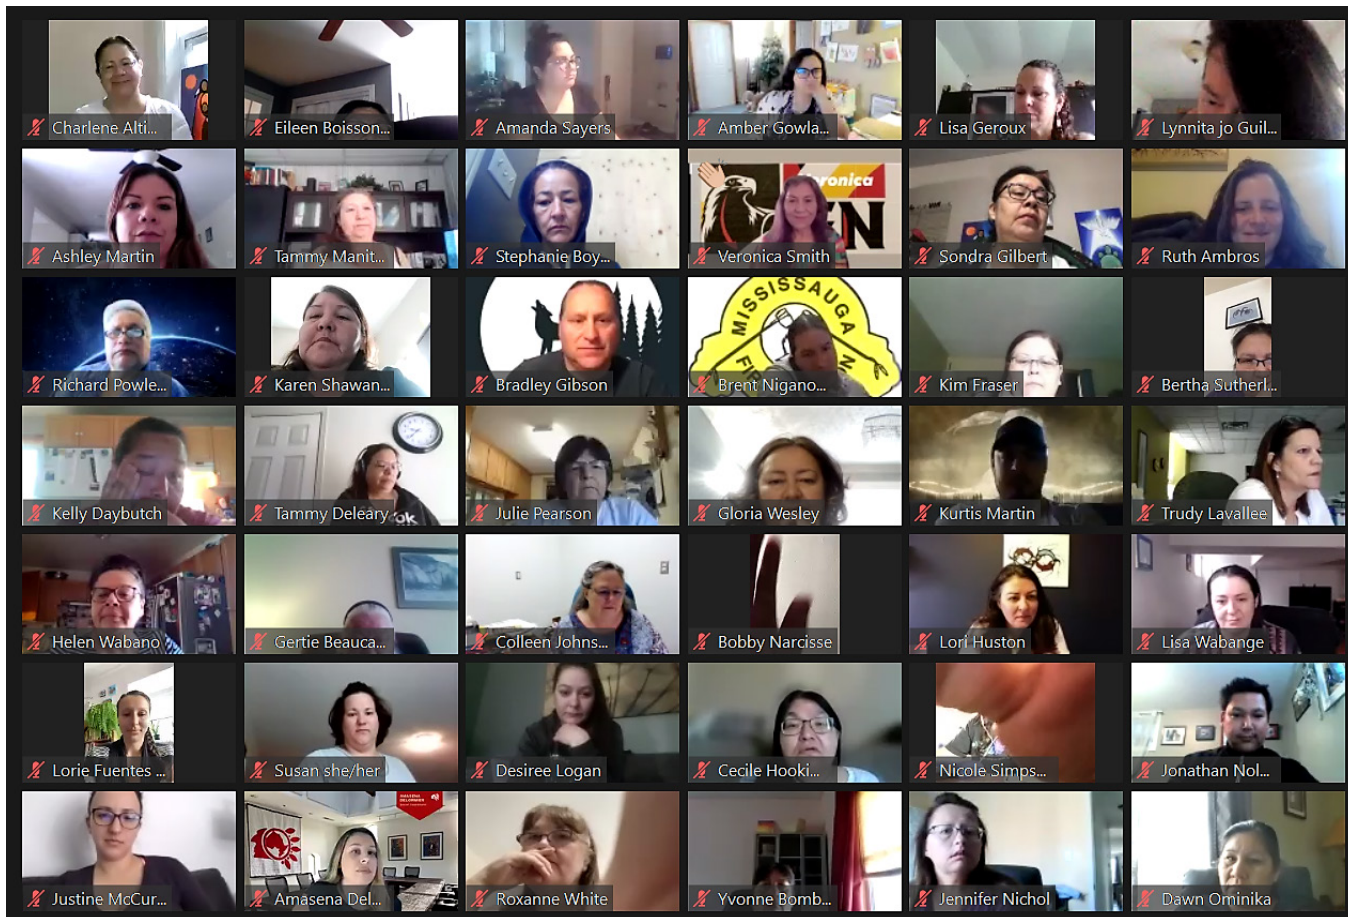 Charlene Alti...
Eileen Boisson...
Amanda Sayers
Amber Gowla...
Lisa Geroux
Lynnita jo Guil...
Ashley Martin
Tammy Manit...
Stephanie Boy...
Veronica
EN
Veronica Smith
Sondra Gilbert
Ruth Ambros
Richard Powle...
Karen Shawan...
Bradley Gibson
MISSISSAUGA
Brent Nigano...
Kim Fraser
Bertha Sutherl...
Kelly Daybutch
Tammy Deleary
Julie Pearson
Gloria Wesley
Kurtis Martin
Trudy Lavallee
Helen Wabano
Gertie Beauca...
Colleen Johns...
Bobby Narcisse
Lori Huston
Lisa Wabange
Lorie Fuentes ...
Susan she/her
Desiree Logan
Cecile Hooki...
Nicole Simps...
Jonathan Nol...
Justine McCur...
AMASENA
DELORMIER
Amasena Del...
Roxanne White
Yvonne Bomb...
Jennifer Nichol
Dawn Ominika